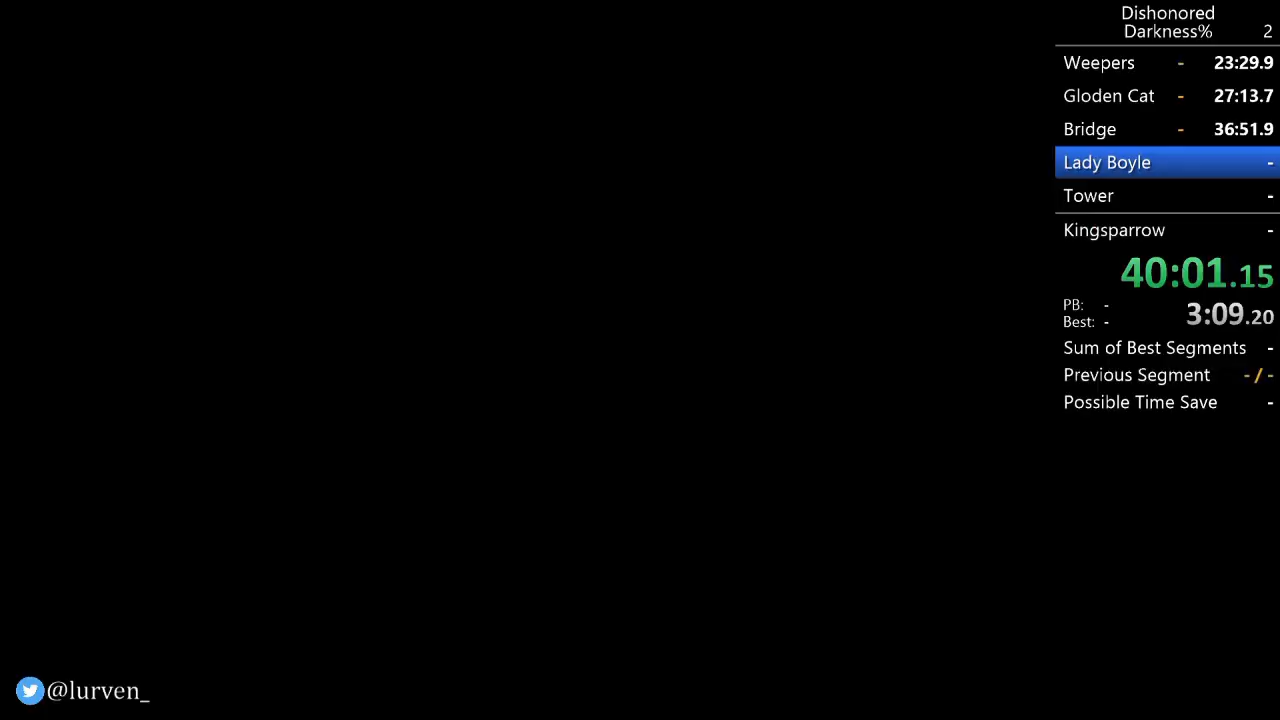 Dishonored
Darkness% 2
Weepers - 23:29.9
Gloden Cat - 27:13.7
Bridge - 36:51.9
Lady Boyle -
Tower -
Kingsparrow -
40:01.15
PB: - 3:09.20
Best: -
Sum of Best Segments -
Previous Segment - / -
Possible Time Save -
@lurven_